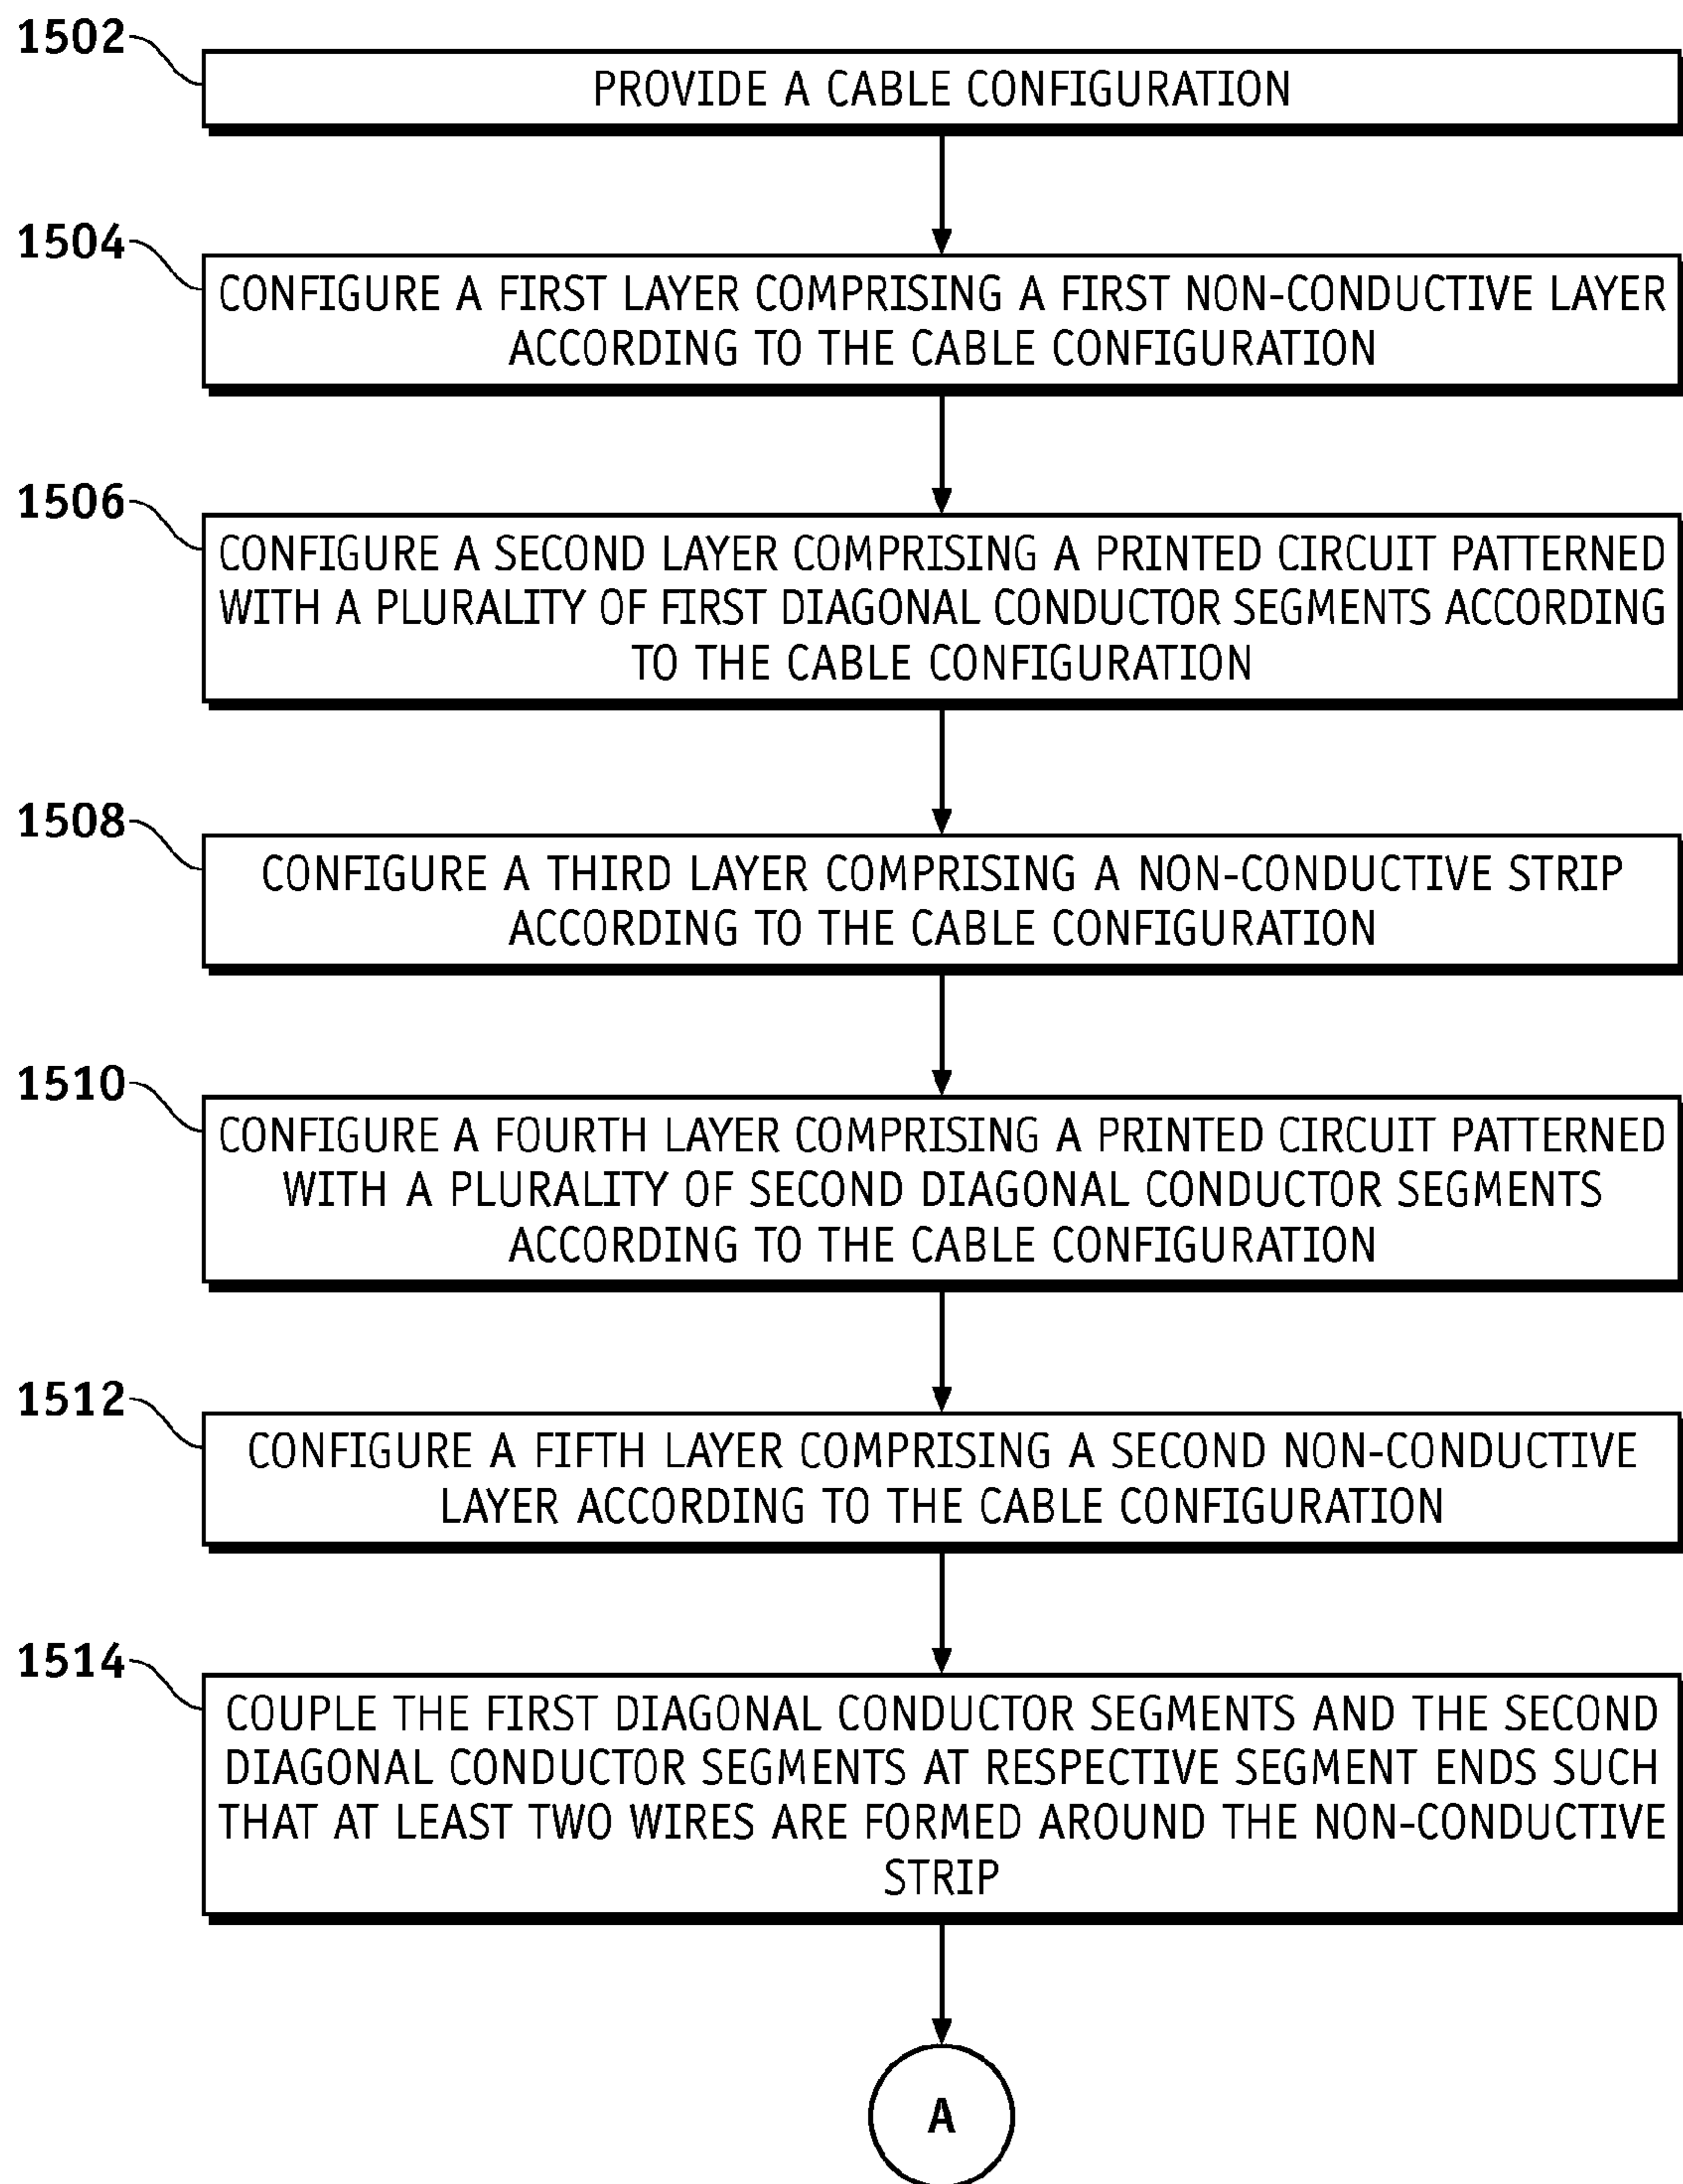 1502
PROVIDE A CABLE CONFIGURATION
1504
CONFIGURE A FIRST LAYER COMPRISING A FIRST NON-CONDUCTIVE LAYER
ACCORDING TO THE CABLE CONFIGURATION
1506
CONFIGURE A SECOND LAYER COMPRISING A PRINTED CIRCUIT PATTERNED
WITH A PLURALITY OF FIRST DIAGONAL CONDUCTOR SEGMENTS ACCORDING
TO THE CABLE CONFIGURATION
1508
CONFIGURE A THIRD LAYER COMPRISING A NON-CONDUCTIVE STRIP
ACCORDING TO THE CABLE CONFIGURATION
1510
CONFIGURE A FOURTH LAYER COMPRISING A PRINTED CIRCUIT PATTERNED
WITH A PLURALITY OF SECOND DIAGONAL CONDUCTOR SEGMENTS
ACCORDING TO THE CABLE CONFIGURATION
1512
CONFIGURE A FIFTH LAYER COMPRISING A SECOND NON-CONDUCTIVE
LAYER ACCORDING TO THE CABLE CONFIGURATION
1514
COUPLE THE FIRST DIAGONAL CONDUCTOR SEGMENTS AND THE SECOND
DIAGONAL CONDUCTOR SEGMENTS AT RESPECTIVE SEGMENT ENDS SUCH
THAT AT LEAST TWO WIRES ARE FORMED AROUND THE NON-CONDUCTIVE
STRIP
A